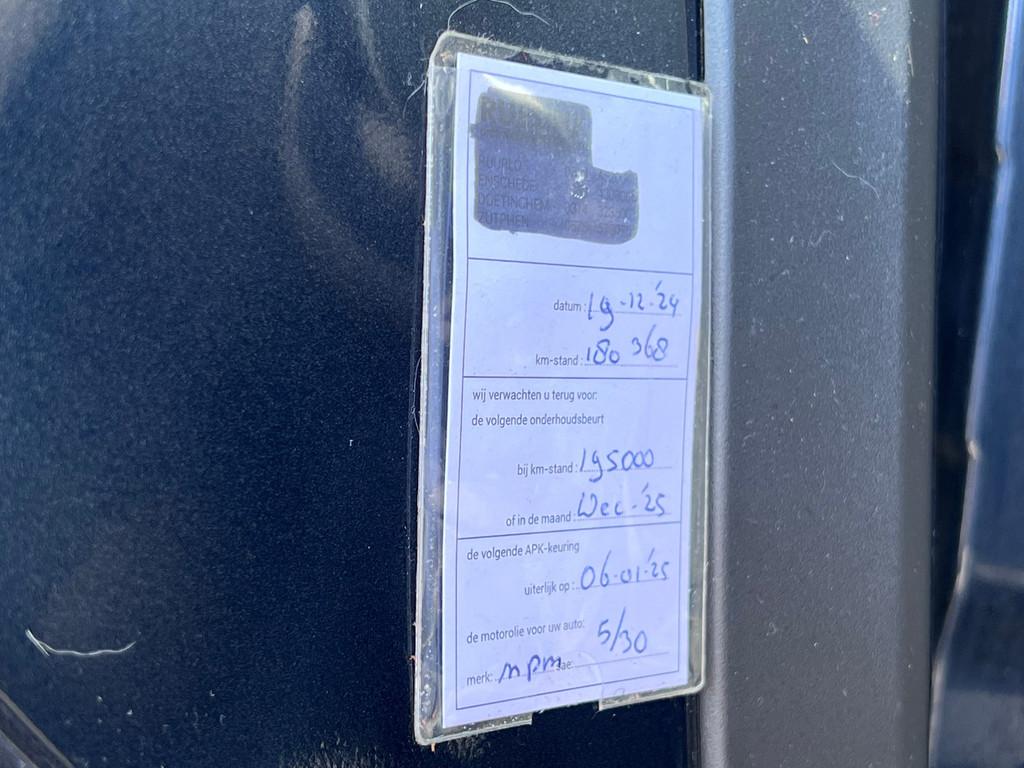 RUURLO
ENSCHEDE
DOETINCHEM
ZUTPHEN
datum: 19-12-'24
km-stand: 180 368
wij verwachten u terug voor:
de volgende onderhoudsbeurt
bij km-stand: 195000
of in de maand: Dec-'25
de volgende APK-keuring
uiterlijk op: 06-01-'25
de motorolie voor uw auto:
5/30
merk: mpm sae: